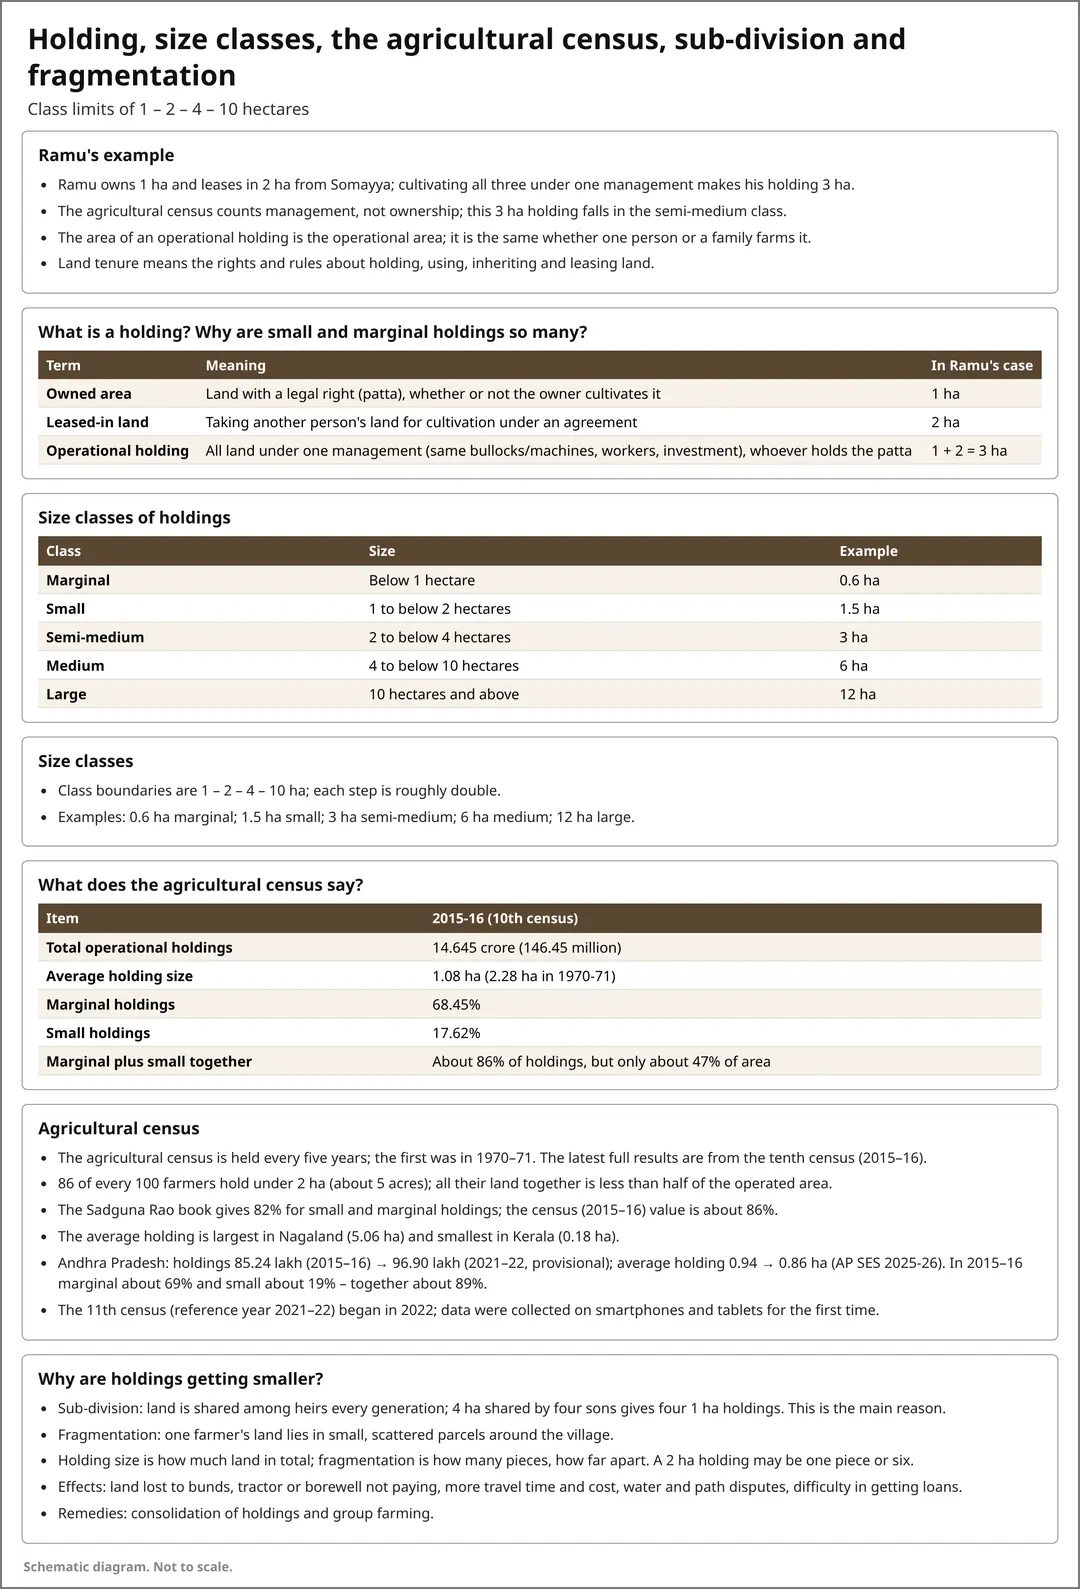 Holding, size classes, the agricultural census, sub-division and
fragmentation
Class limits of 1 – 2 – 4 – 10 hectares
Ramu's example
• Ramu owns 1 ha and leases in 2 ha from Somayya; cultivating all three under one management makes his holding 3 ha.
• The agricultural census counts management, not ownership; this 3 ha holding falls in the semi-medium class.
• The area of an operational holding is the operational area; it is the same whether one person or a family farms it.
• Land tenure means the rights and rules about holding, using, inheriting and leasing land.
What is a holding? Why are small and marginal holdings so many?
Term Meaning In Ramu's case
Owned area Land with a legal right (patta), whether or not the owner cultivates it 1 ha
Leased-in land Taking another person's land for cultivation under an agreement 2 ha
Operational holding All land under one management (same bullocks/machines, workers, investment), whoever holds the patta 1 + 2 = 3 ha
Size classes of holdings
Class Size Example
Marginal Below 1 hectare 0.6 ha
Small 1 to below 2 hectares 1.5 ha
Semi-medium 2 to below 4 hectares 3 ha
Medium 4 to below 10 hectares 6 ha
Large 10 hectares and above 12 ha
Size classes
• Class boundaries are 1 – 2 – 4 – 10 ha; each step is roughly double.
• Examples: 0.6 ha marginal; 1.5 ha small; 3 ha semi-medium; 6 ha medium; 12 ha large.
What does the agricultural census say?
Item 2015-16 (10th census)
Total operational holdings 14.645 crore (146.45 million)
Average holding size 1.08 ha (2.28 ha in 1970-71)
Marginal holdings 68.45%
Small holdings 17.62%
Marginal plus small together About 86% of holdings, but only about 47% of area
Agricultural census
• The agricultural census is held every five years; the first was in 1970–71. The latest full results are from the tenth census (2015–16).
• 86 of every 100 farmers hold under 2 ha (about 5 acres); all their land together is less than half of the operated area.
• The Sadguna Rao book gives 82% for small and marginal holdings; the census (2015–16) value is about 86%.
• The average holding is largest in Nagaland (5.06 ha) and smallest in Kerala (0.18 ha).
• Andhra Pradesh: holdings 85.24 lakh (2015–16) → 96.90 lakh (2021–22, provisional); average holding 0.94 → 0.86 ha (AP SES 2025-26). In 2015–16
marginal about 69% and small about 19% – together about 89%.
• The 11th census (reference year 2021–22) began in 2022; data were collected on smartphones and tablets for the first time.
Why are holdings getting smaller?
• Sub-division: land is shared among heirs every generation; 4 ha shared by four sons gives four 1 ha holdings. This is the main reason.
• Fragmentation: one farmer's land lies in small, scattered parcels around the village.
• Holding size is how much land in total; fragmentation is how many pieces, how far apart. A 2 ha holding may be one piece or six.
• Effects: land lost to bunds, tractor or borewell not paying, more travel time and cost, water and path disputes, difficulty in getting loans.
• Remedies: consolidation of holdings and group farming.
Schematic diagram. Not to scale.